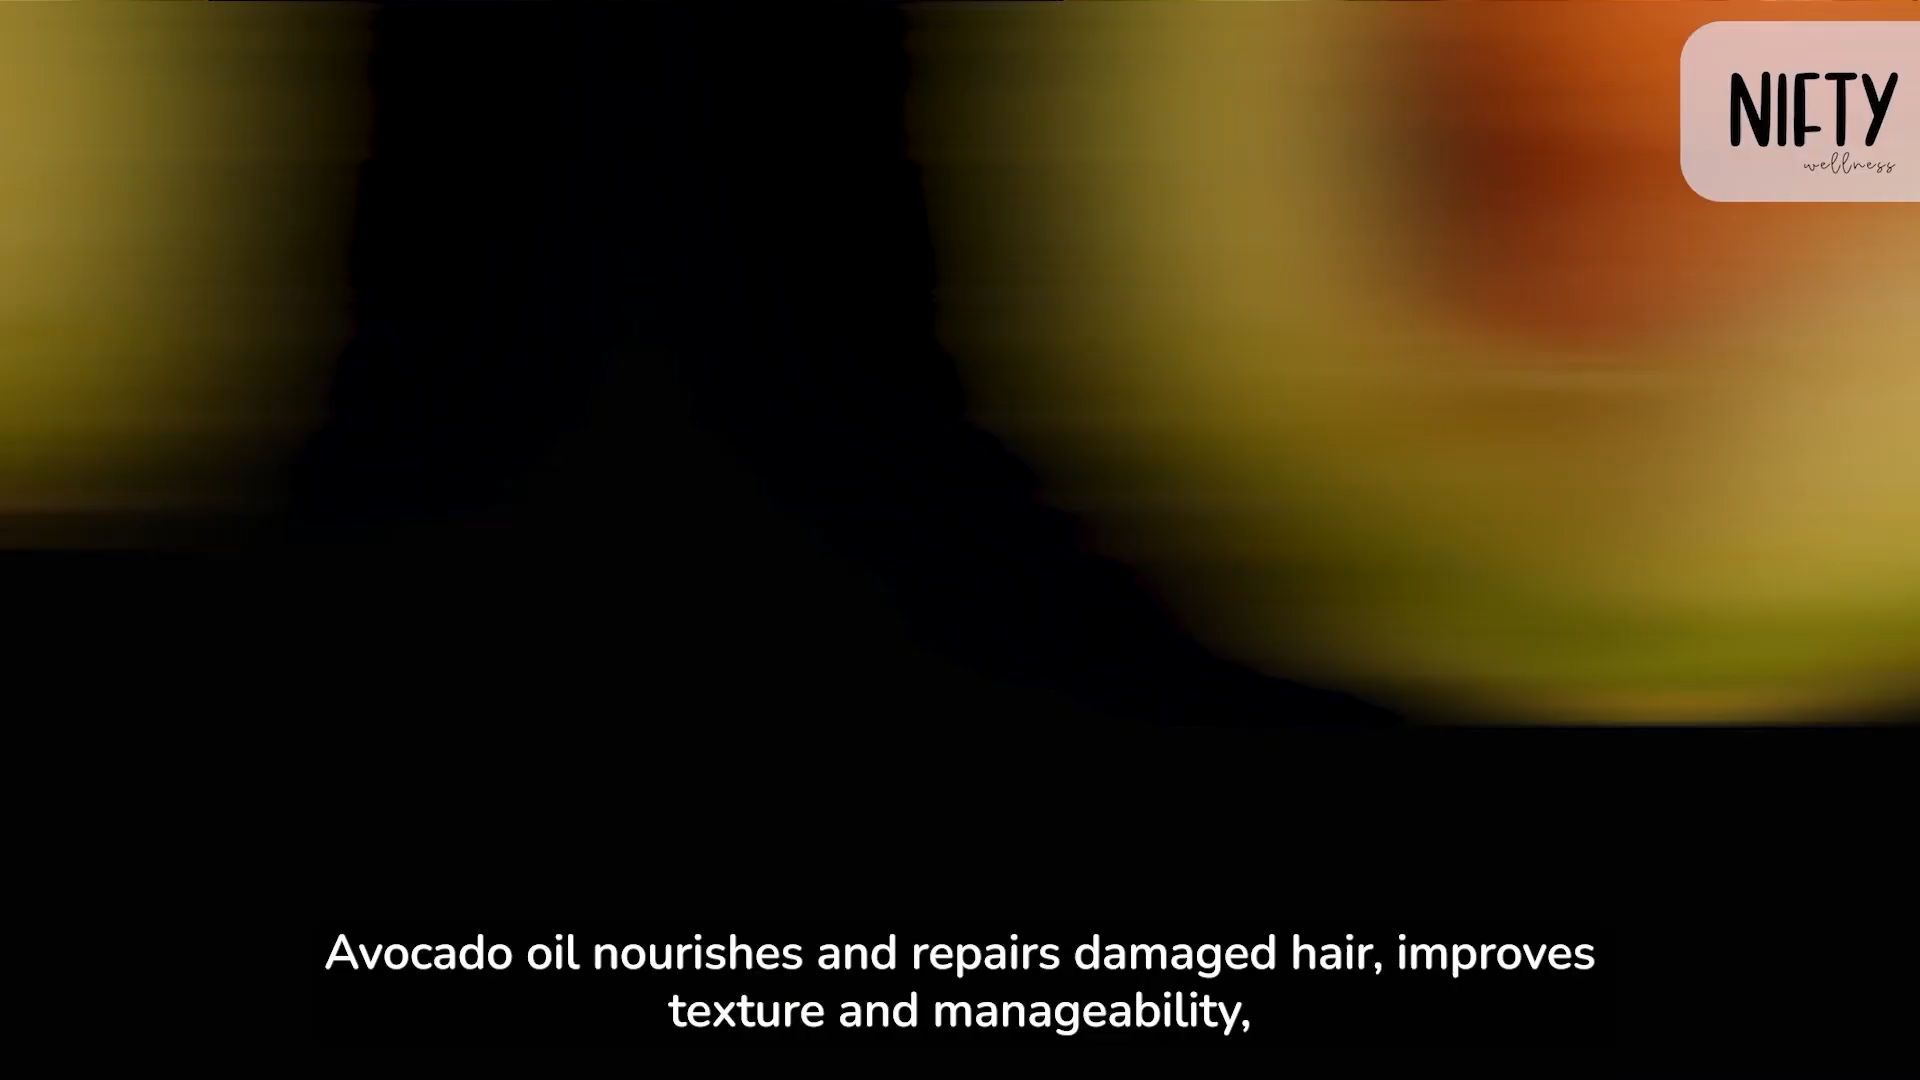 NIFTY
wellness
Avocado oil nourishes and repairs damaged hair, improves
texture and manageability,